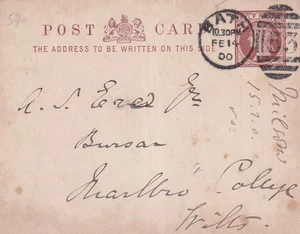 POST CARD
THE ADDRESS TO BE WRITTEN ON THIS SIDE
BATH
10.30PM
FE 14
00
A. S.
Bursar
Marlbro' College
Wilts.